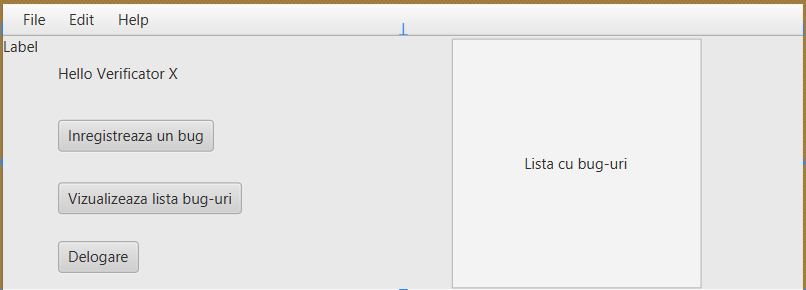 File Edit Help
Label
Hello Verificator X
Inregistreaza un bug
Vizualizeaza lista bug-uri
Delogare
Lista cu bug-uri